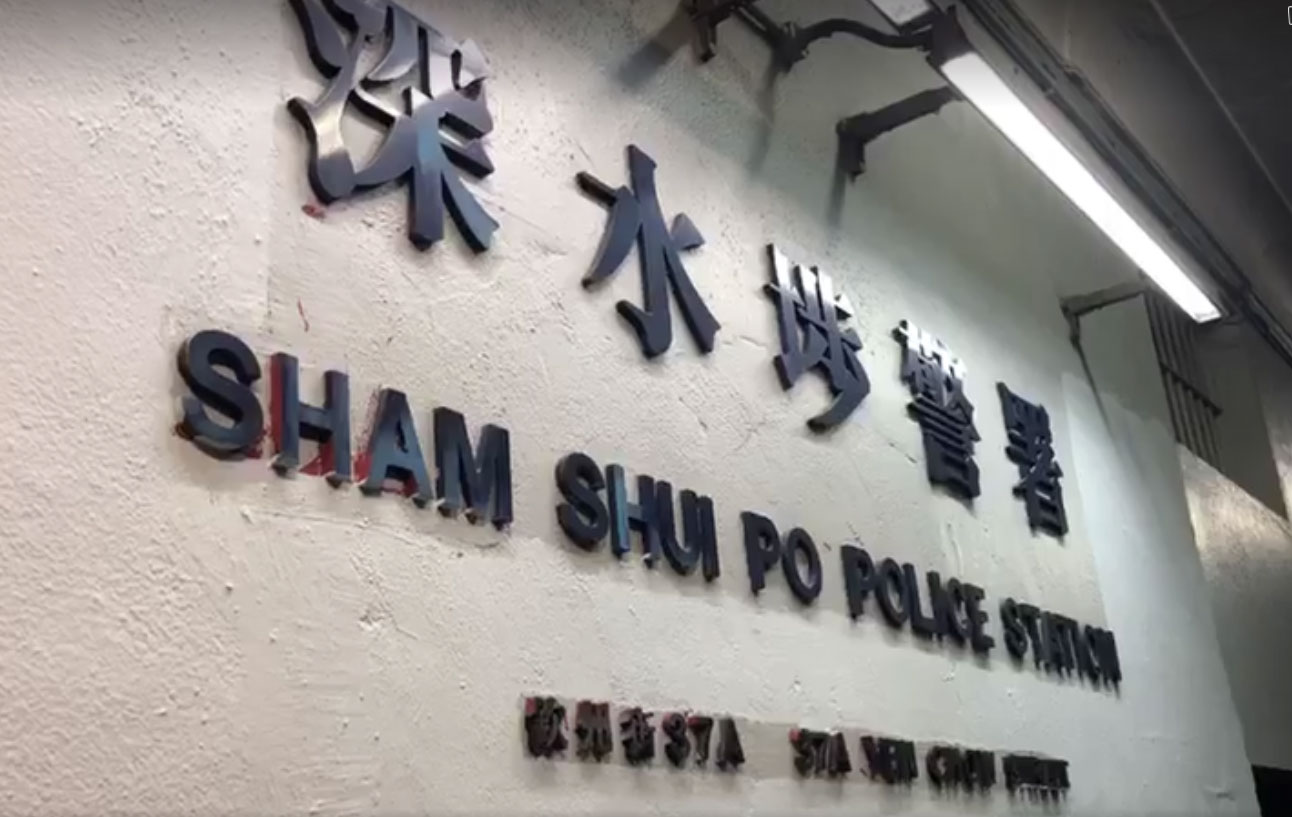 深水埗警署
SHAM SHUI PO POLICE STATION
欽州街37A 37A YEN CHOW STREET